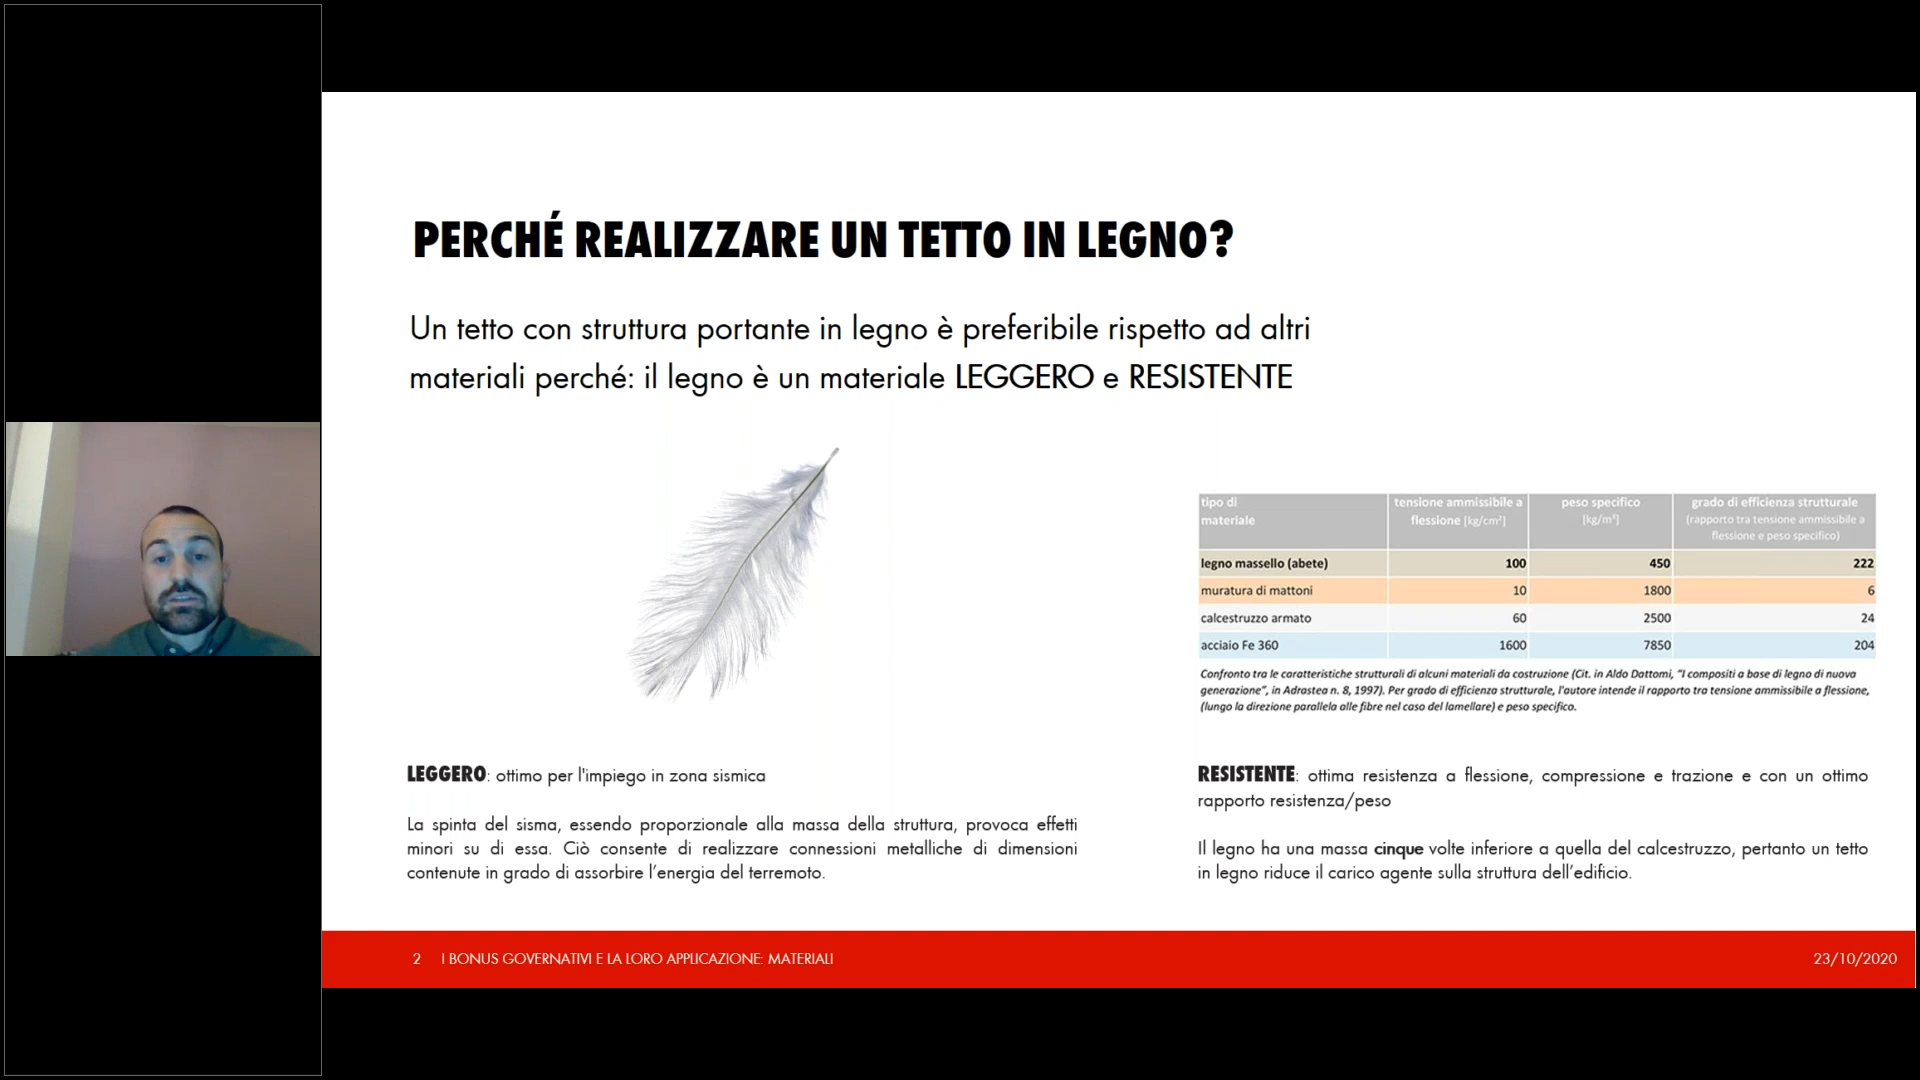 PERCHÉ REALIZZARE UN TETTO IN LEGNO?
Un tetto con struttura portante in legno è preferibile rispetto ad altri
materiali perché: il legno è un materiale LEGGERO e RESISTENTE
tipo di materiale | tensione ammissibile a flessione [kg/cm²] | peso specifico [kg/m³] | grado di efficienza strutturale (rapporto tra tensione ammissibile a flessione e peso specifico)
legno massello (abete) 100 450 222
muratura di mattoni 10 1800 6
calcestruzzo armato 60 2500 24
acciaio Fe 360 1600 7850 204
Confronto tra le caratteristiche strutturali di alcuni materiali da costruzione (Cit. in Aldo Dattomi, "I compositi a base di legno di nuova
generazione", in Adrastea n. 8, 1997). Per grado di efficienza strutturale, l'autore intende il rapporto tra tensione ammissibile a flessione,
(lungo la direzione parallela alle fibre nel caso del lamellare) e peso specifico.
LEGGERO: ottimo per l'impiego in zona sismica
La spinta del sisma, essendo proporzionale alla massa della struttura, provoca effetti
minori su di essa. Ciò consente di realizzare connessioni metalliche di dimensioni
contenute in grado di assorbire l'energia del terremoto.
RESISTENTE: ottima resistenza a flessione, compressione e trazione e con un ottimo
rapporto resistenza/peso
Il legno ha una massa cinque volte inferiore a quella del calcestruzzo, pertanto un tetto
in legno riduce il carico agente sulla struttura dell'edificio.
2 I BONUS GOVERNATIVI E LA LORO APPLICAZIONE: MATERIALI
23/10/2020